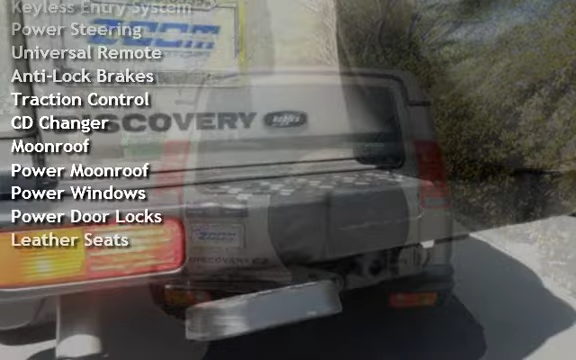 Keyless Entry System
Power Steering
Universal Remote
Anti-Lock Brakes
Traction Control
CD Changer
Moonroof
Power Moonroof
Power Windows
Power Door Locks
Leather Seats
SCOVERY
DISCOVERY